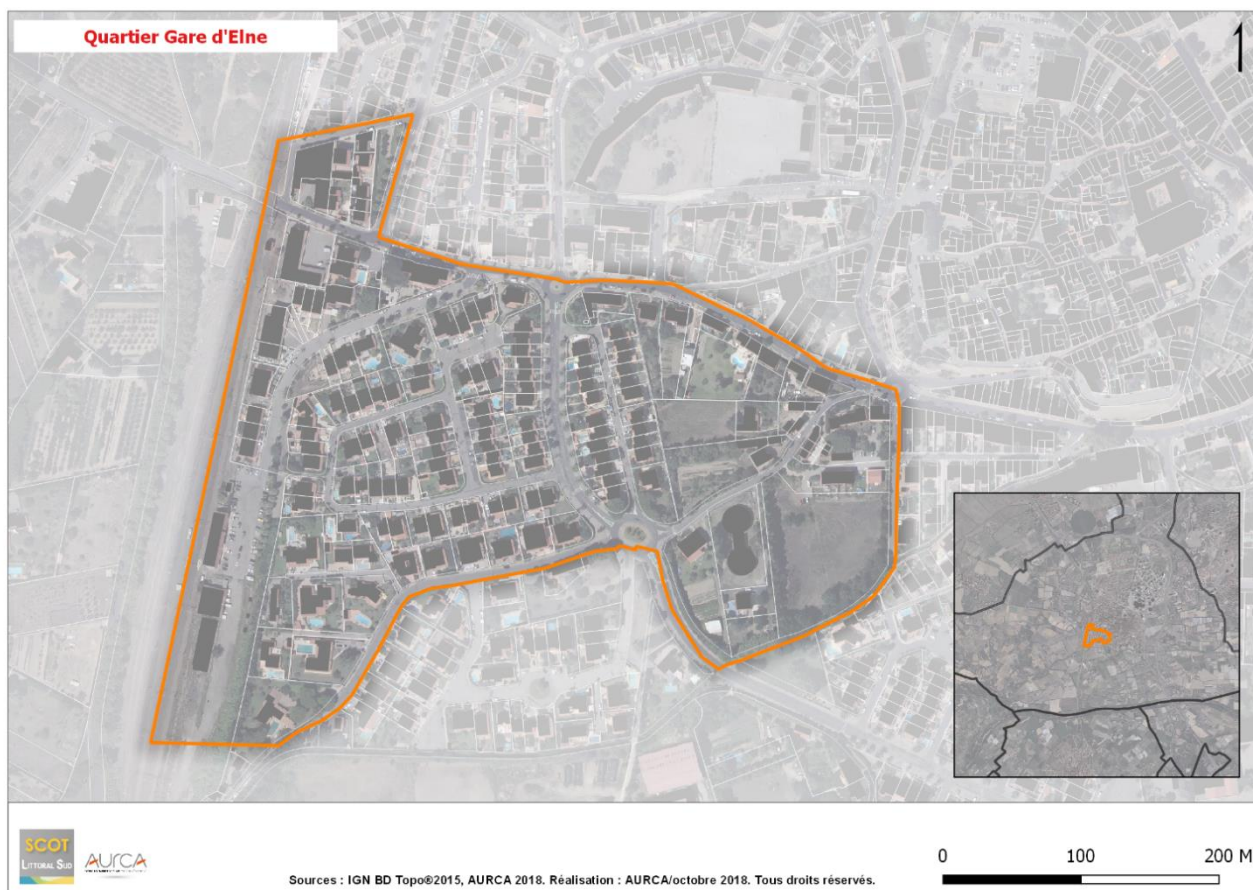 Quartier Gare d'Elne
SCOT
LITTORAL SUD
AURCA
Sources : IGN BD Topo®2015, AURCA 2018. Réalisation : AURCA/octobre 2018. Tous droits réservés.
0 100 200 M